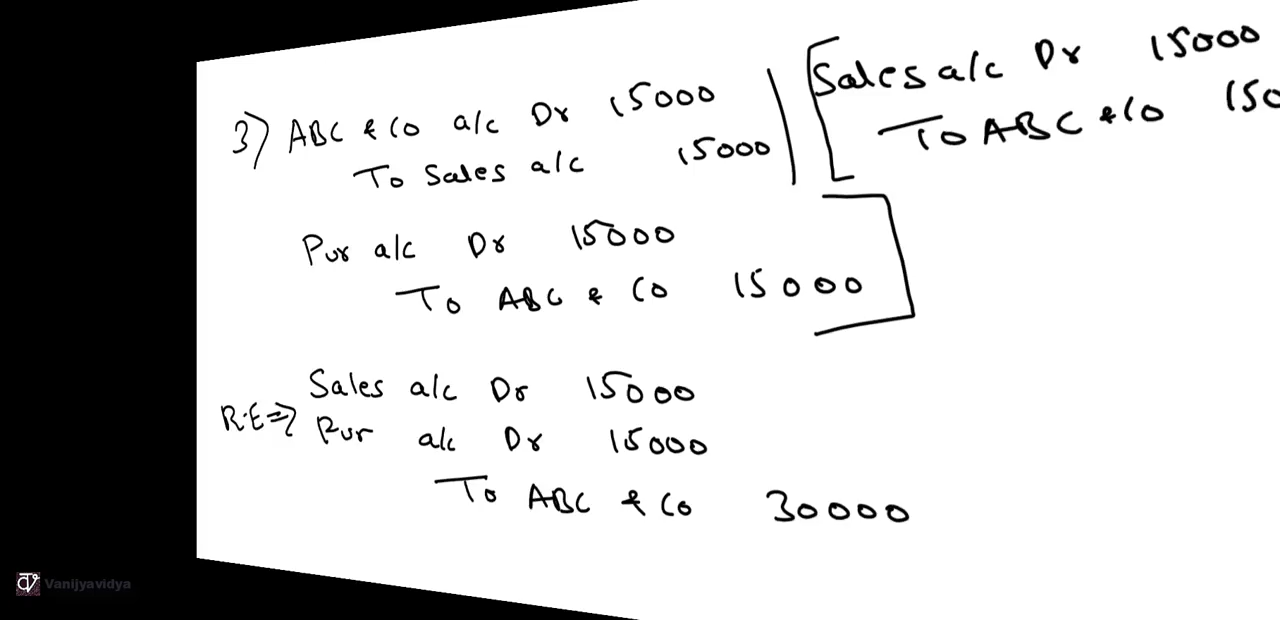 3) ABC & Co a/c Dr 15000
To Sales a/c 15000
Sales a/c Dr 15000
To ABC & Co
Pur a/c Dr 15000
To ABC & Co 15000
Sales a/c Dr 15000
R.E⇒ Pur a/c Dr 15000
To ABC & Co 30000
Vanijyavidya